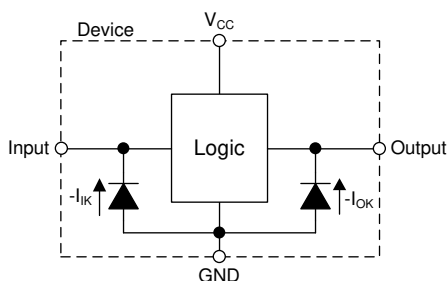 V_CC
Device
Input
Logic
Output
-I_IK
-I_OK
GND